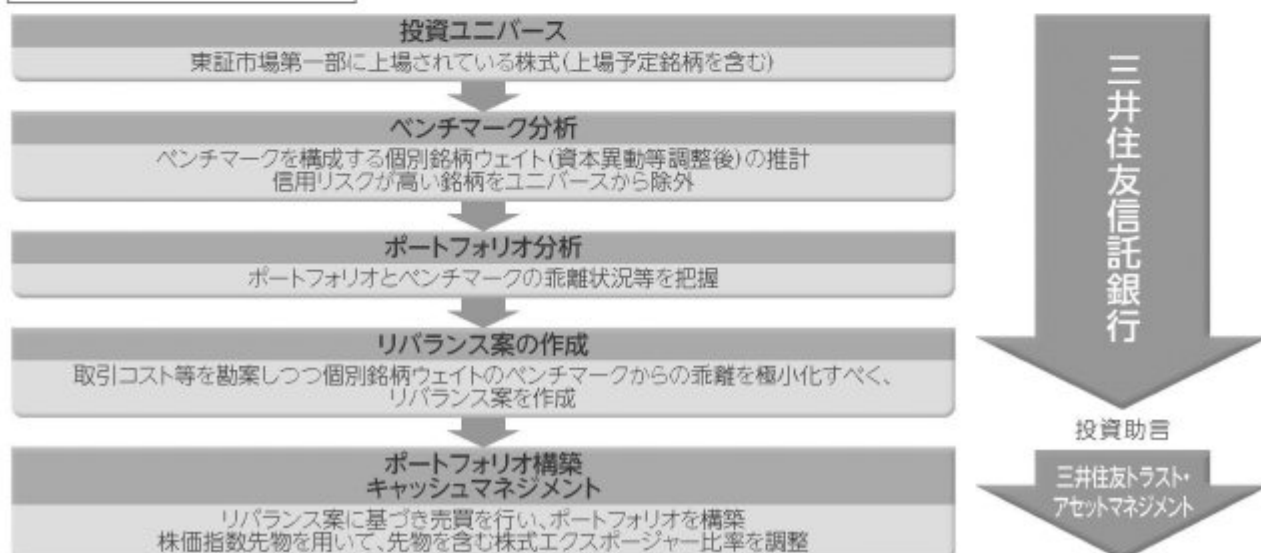 投資ユニバース
東証市場第一部に上場されている株式(上場予定銘柄を含む)
ベンチマーク分析
ベンチマークを構成する個別銘柄ウェイト(資本異動等調整後)の推計
信用リスクが高い銘柄をユニバースから除外
ポートフォリオ分析
ポートフォリオとベンチマークの乖離状況等を把握
リバランス案の作成
取引コスト等を勘案しつつ個別銘柄ウェイトのベンチマークからの乖離を極小化すべく、
リバランス案を作成
ポートフォリオ構築
キャッシュマネジメント
リバランス案に基づき売買を行い、ポートフォリオを構築
株価指数先物を用いて、先物を含む株式エクスポージャー比率を調整
三井住友信託銀行
投資助言
三井住友トラスト・
アセットマネジメント